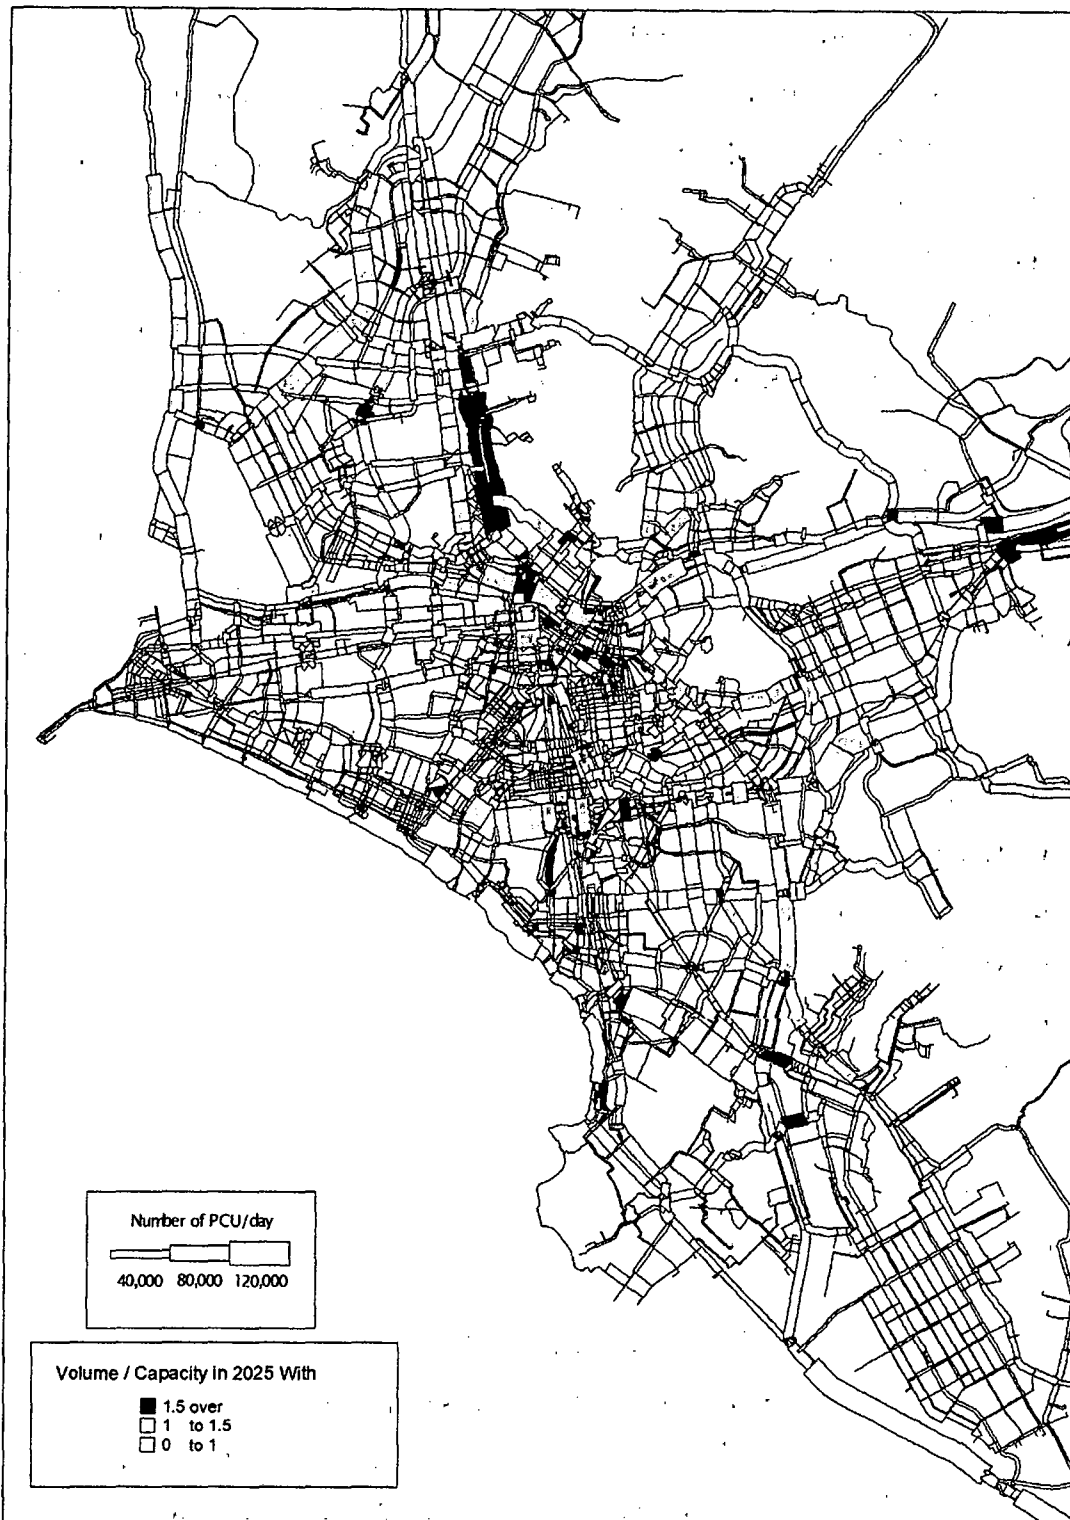 Number of PCU/day
40,000 80,000 120,000
Volume / Capacity in 2025 With
1.5 over
1 to 1.5
0 to 1